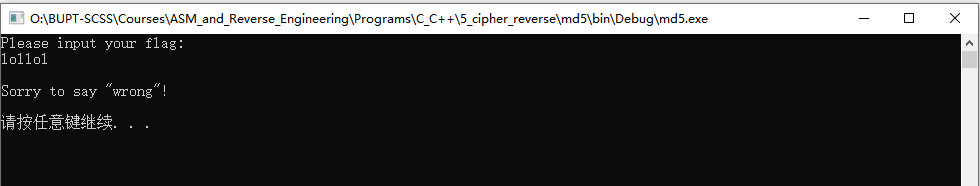 O:\BUPT-SCSS\Courses\ASM_and_Reverse_Engineering\Programs\C_C++\5_cipher_reverse\md5\bin\Debug\md5.exe
Please input your flag:
lollol
Sorry to say "wrong"!
请按任意键继续. . .